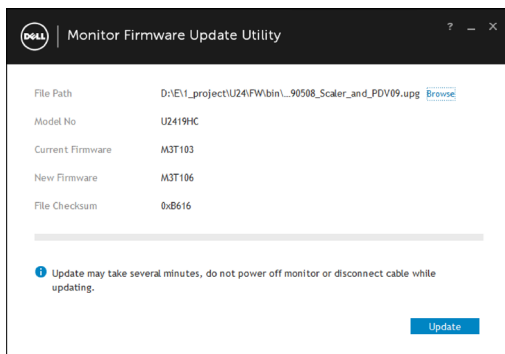 DELL Monitor Firmware Update Utility ? _ X
File Path D:\E\1_project\U24\FW\bin\...90508_Scaler_and_PDV09.upg Browse
Model No U2419HC
Current Firmware M3T103
New Firmware M3T106
File Checksum 0xB616
i Update may take several minutes, do not power off monitor or disconnect cable while
updating.
Update